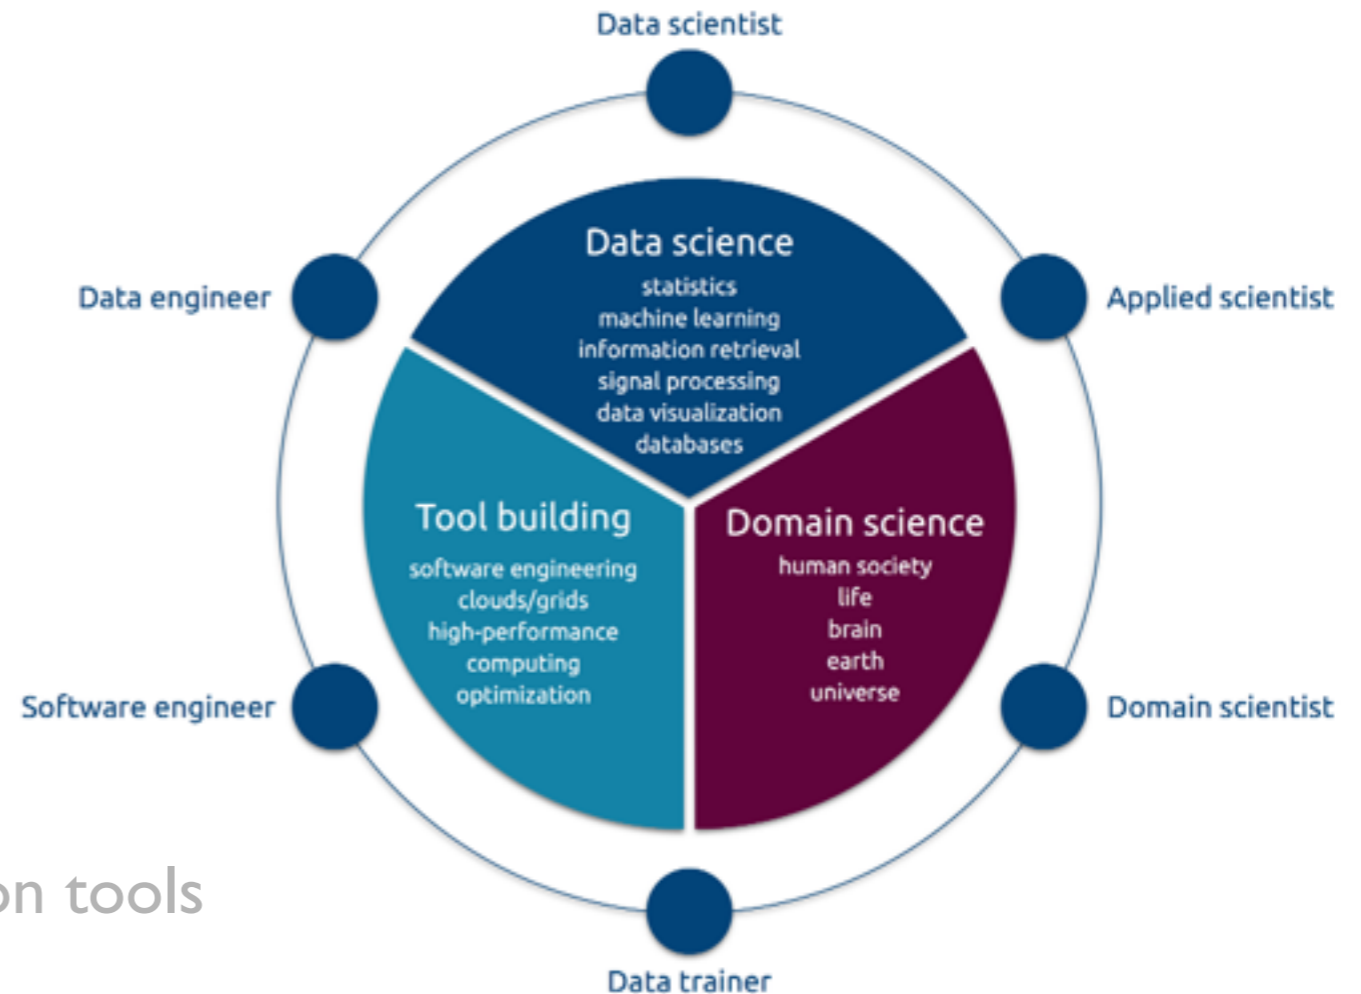 Data scientist
Data engineer
Applied scientist
Data science
statistics
machine learning
information retrieval
signal processing
data visualization
databases
Tool building
software engineering
clouds/grids
high-performance
computing
optimization
Domain science
human society
life
brain
earth
universe
Software engineer
Domain scientist
tools
Data trainer